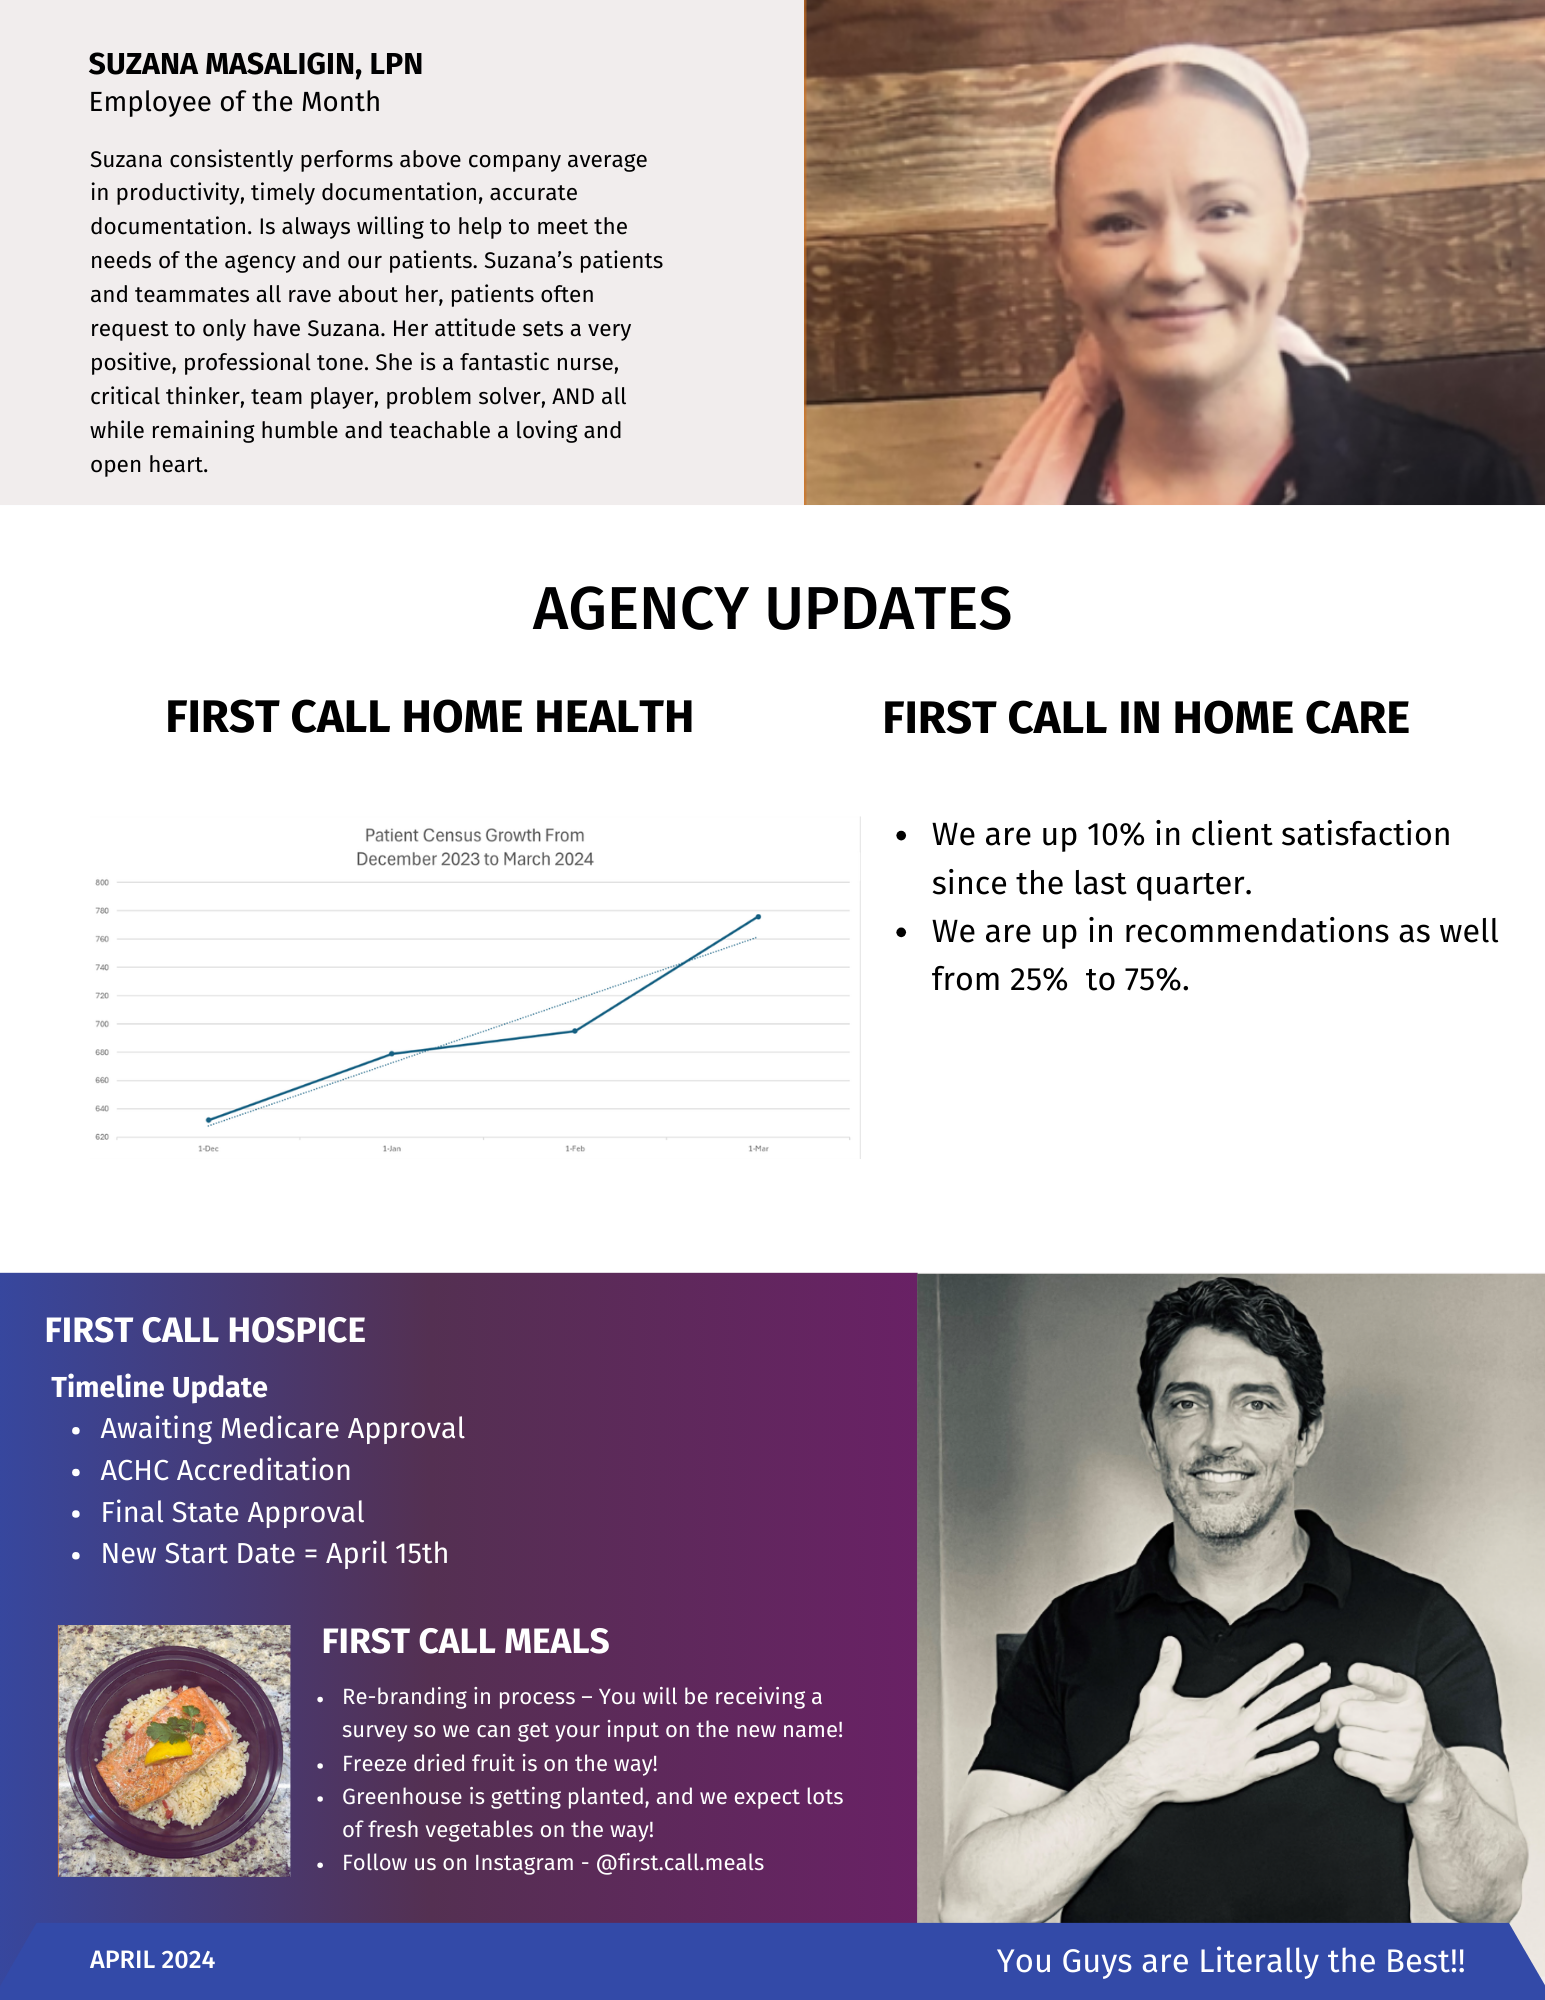 SUZANA MASALIGIN, LPN
Employee of the Month
Suzana consistently performs above company average
in productivity, timely documentation, accurate
documentation. Is always willing to help to meet the
needs of the agency and our patients. Suzana’s patients
and teammates all rave about her, patients often
request to only have Suzana. Her attitude sets a very
positive, professional tone. She is a fantastic nurse,
critical thinker, team player, problem solver, AND all
while remaining humble and teachable a loving and
open heart.
AGENCY UPDATES
FIRST CALL HOME HEALTH
Patient Census Growth From
December 2023 to March 2024
800
780
760
740
720
700
680
660
640
620
1-Dec 1-Jan 1-Feb 1-Mar
FIRST CALL IN HOME CARE
• We are up 10% in client satisfaction
since the last quarter.
• We are up in recommendations as well
from 25%  to 75%.
FIRST CALL HOSPICE
Timeline Update
• Awaiting Medicare Approval
• ACHC Accreditation
• Final State Approval
• New Start Date = April 15th
FIRST CALL MEALS
• Re-branding in process – You will be receiving a
survey so we can get your input on the new name!
• Freeze dried fruit is on the way!
• Greenhouse is getting planted, and we expect lots
of fresh vegetables on the way!
• Follow us on Instagram - @first.call.meals
APRIL 2024
You Guys are Literally the Best!!